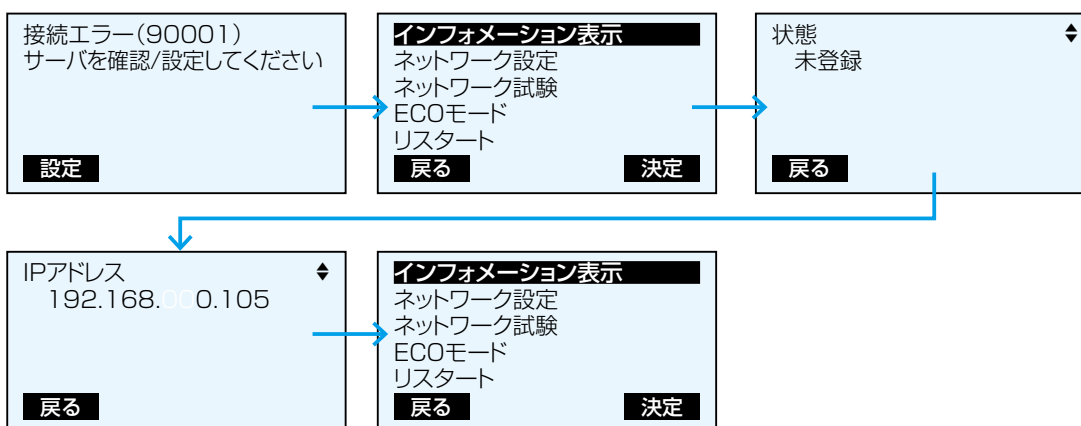 接続エラー(90001)
サーバを確認/設定してください
設定
インフォメーション表示
ネットワーク設定
ネットワーク試験
ECOモード
リスタート
戻る 決定
状態
未登録
戻る
IPアドレス
192.168.000.105
戻る
インフォメーション表示
ネットワーク設定
ネットワーク試験
ECOモード
リスタート
戻る 決定